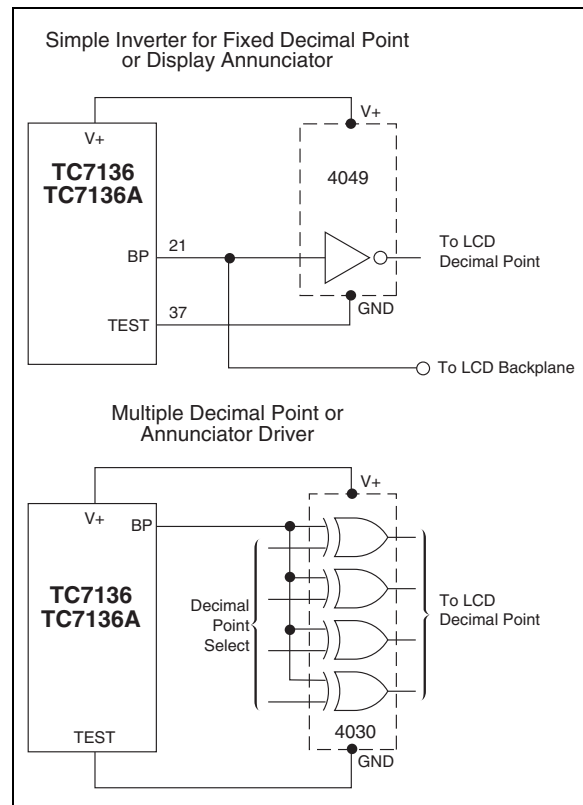 Simple Inverter for Fixed Decimal Point
or Display Annunciator
V+
V+
TC7136
TC7136A
4049
BP
21
To LCD
Decimal Point
TEST
37
GND
To LCD Backplane
Multiple Decimal Point or
Annunciator Driver
V+
V+
BP
TC7136
TC7136A
Decimal
Point
Select
To LCD
Decimal Point
TEST
4030
GND